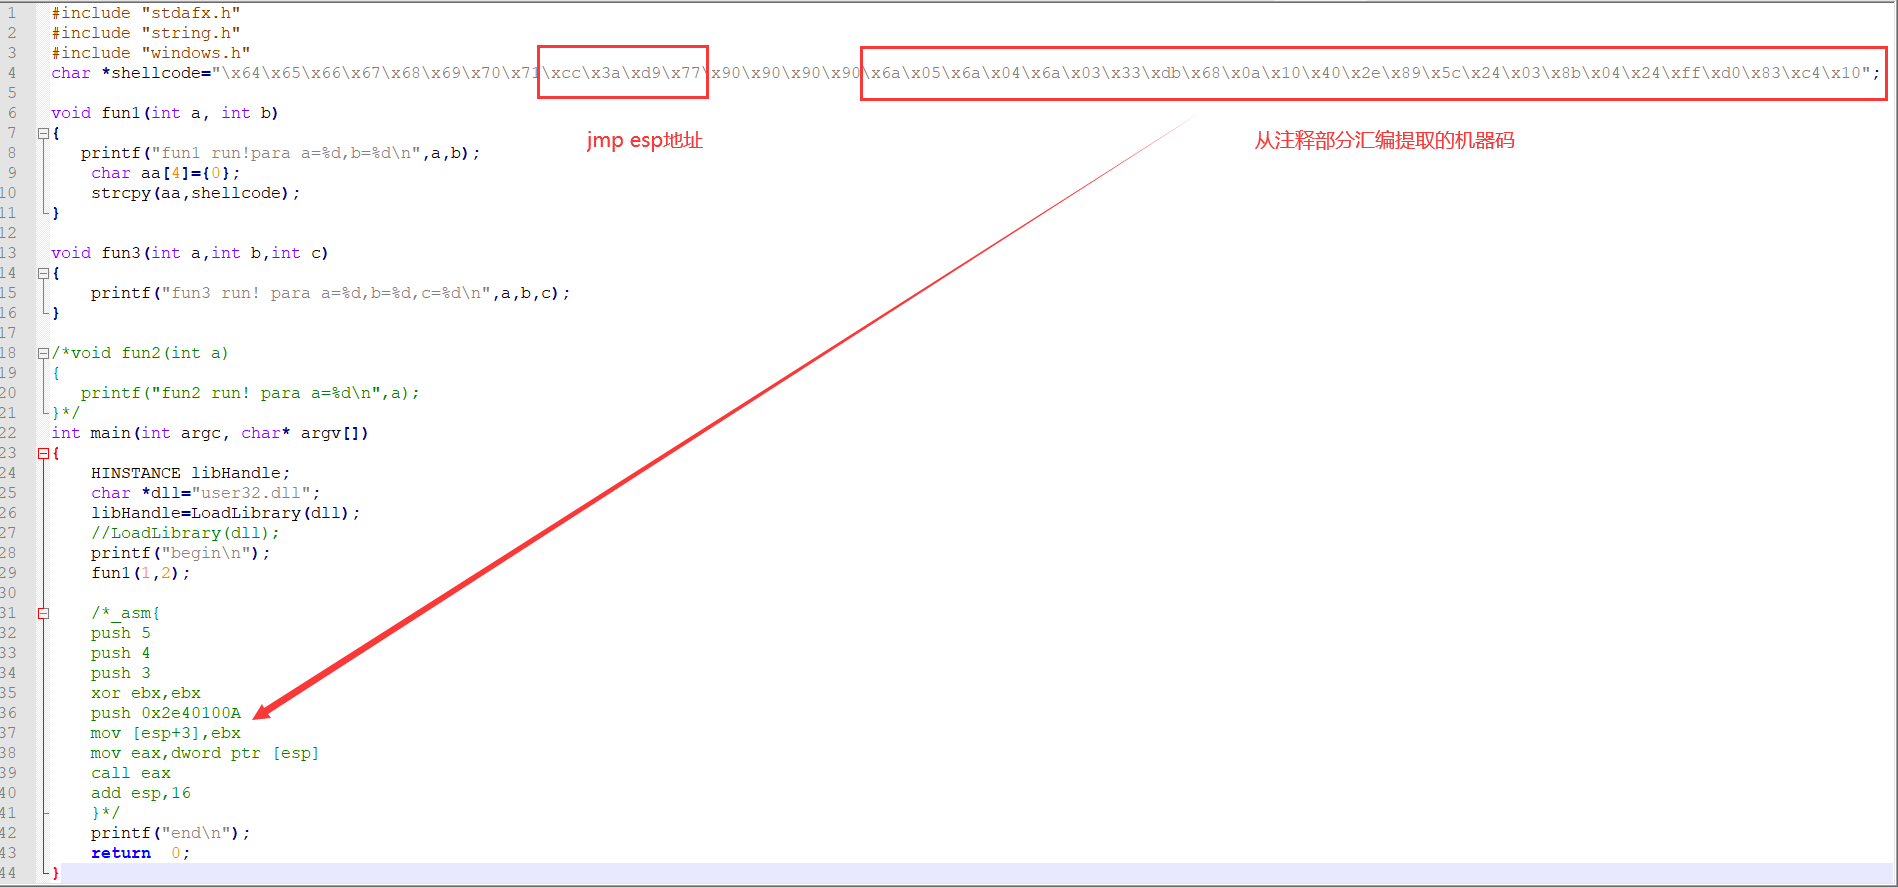 1 #include "stdafx.h"
2 #include "string.h"
3 #include "windows.h"
4 char *shellcode="\x64\x65\x66\x67\x68\x69\x70\x71\xcc\x3a\xd9\x77\x90\x90\x90\x90\x6a\x05\x6a\x04\x6a\x03\x33\xdb\x68\x0a\x10\x40\x2e\x89\x5c\x24\x03\x8b\x04\x24\xff\xd0\x83\xc4\x10";
5
6 void fun1(int a, int b)
7 {
jmp esp地址
从注释部分汇编提取的机器码
8 printf("fun1 run!para a=%d,b=%d\n",a,b);
9 char aa[4]={0};
10 strcpy(aa,shellcode);
11 }
12
13 void fun3(int a,int b,int c)
14 {
15 printf("fun3 run! para a=%d,b=%d,c=%d\n",a,b,c);
16 }
17
18 /*void fun2(int a)
19 {
20 printf("fun2 run! para a=%d\n",a);
21 }*/
22 int main(int argc, char* argv[])
23 {
24 HINSTANCE libHandle;
25 char *dll="user32.dll";
26 libHandle=LoadLibrary(dll);
27 //LoadLibrary(dll);
28 printf("begin\n");
29 fun1(1,2);
30
31 /*_asm{
32 push 5
33 push 4
34 push 3
35 xor ebx,ebx
36 push 0x2e40100A
37 mov [esp+3],ebx
38 mov eax,dword ptr [esp]
39 call eax
40 add esp,16
41 }*/
42 printf("end\n");
43 return 0;
44 }